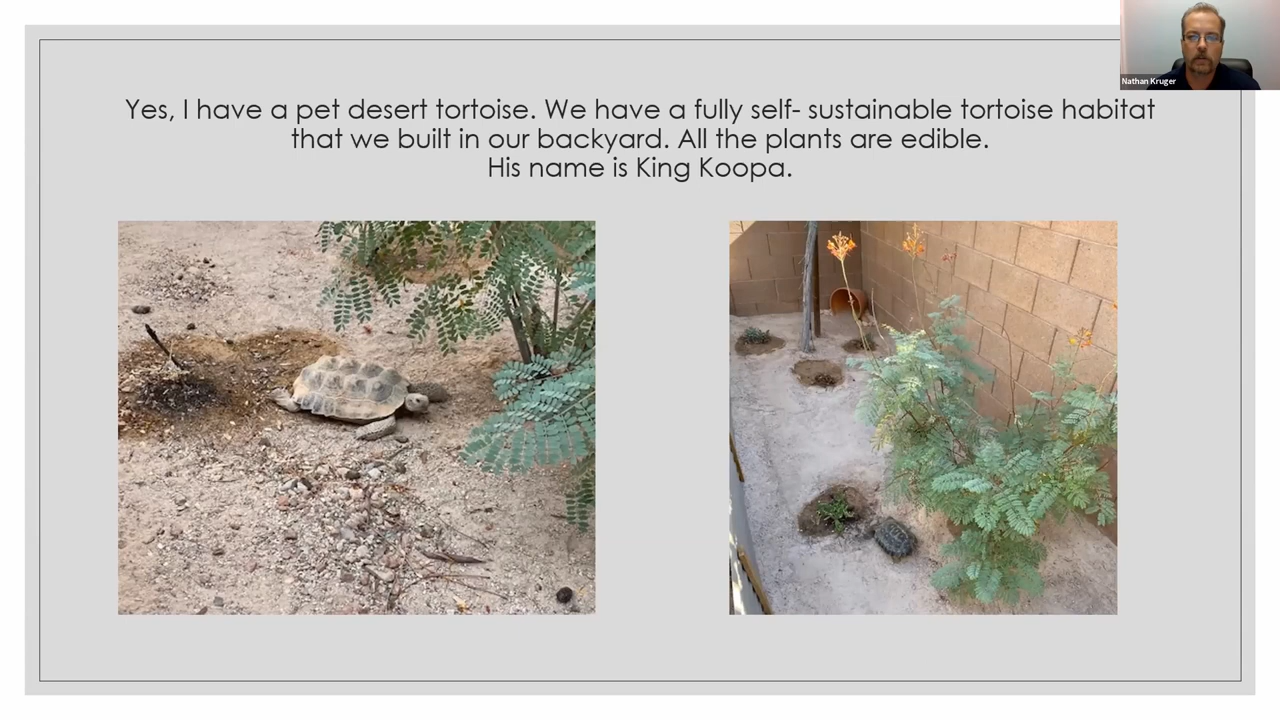 Yes, I have a pet desert tortoise. We have a fully self- sustainable tortoise habitat
that we built in our backyard. All the plants are edible.
His name is King Koopa.
Nathan Kruger